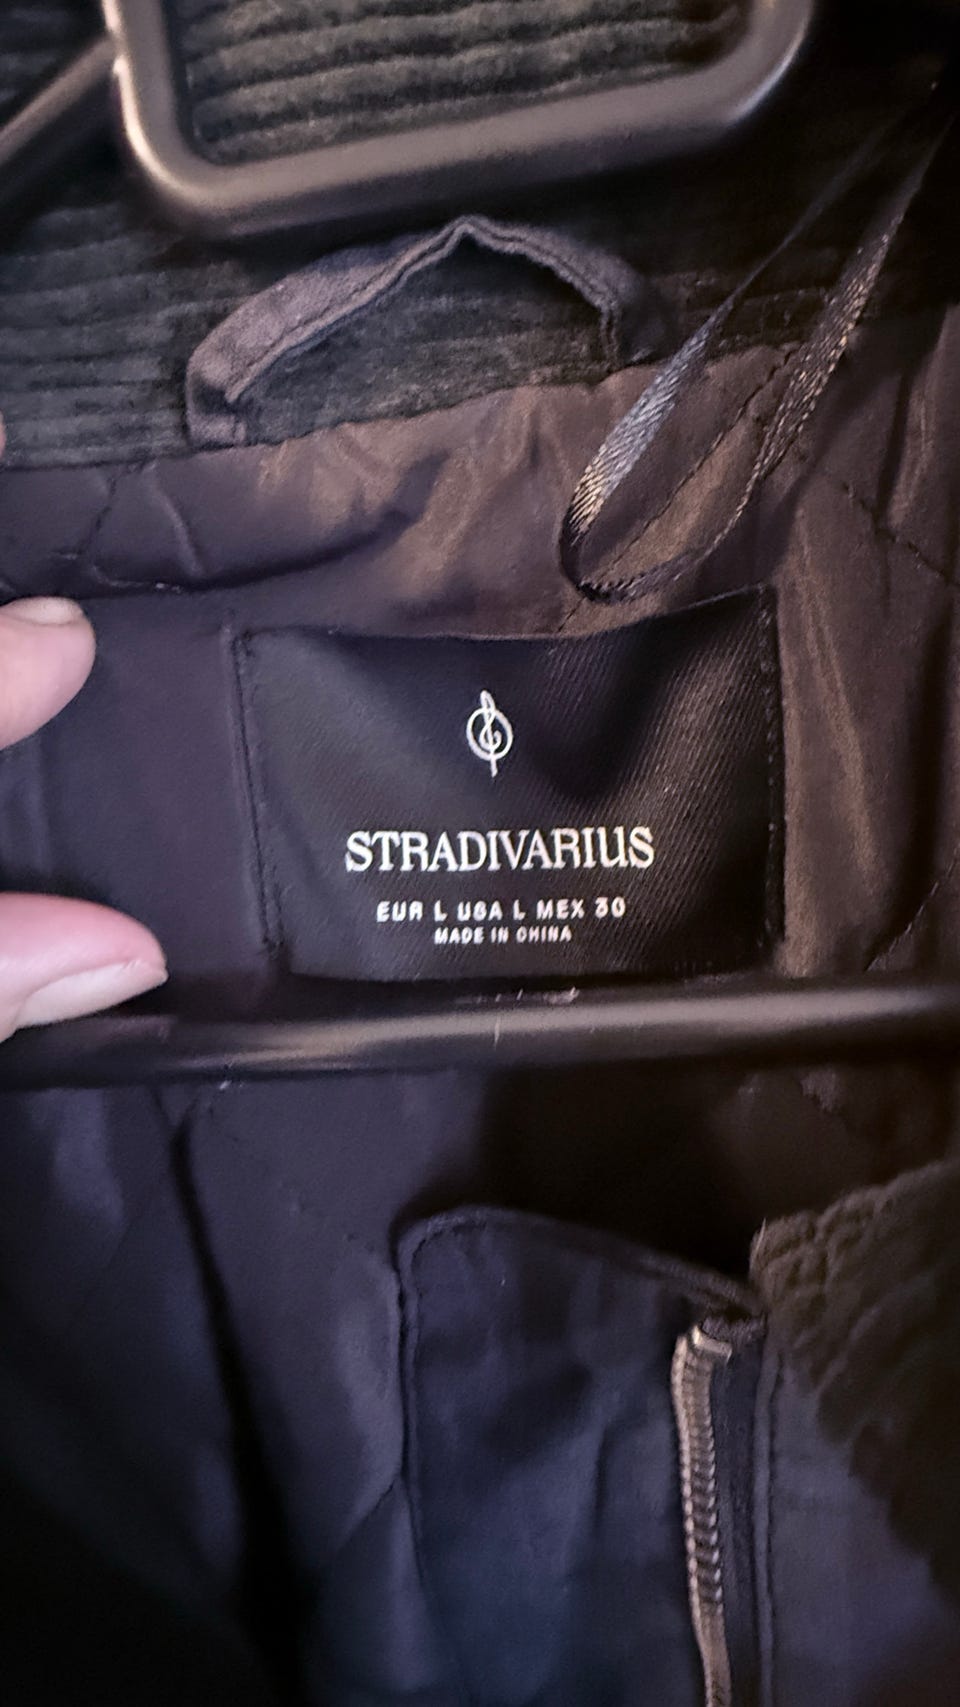 STRADIVARIUS
EUR L USA L MEX 30
MADE IN CHINA